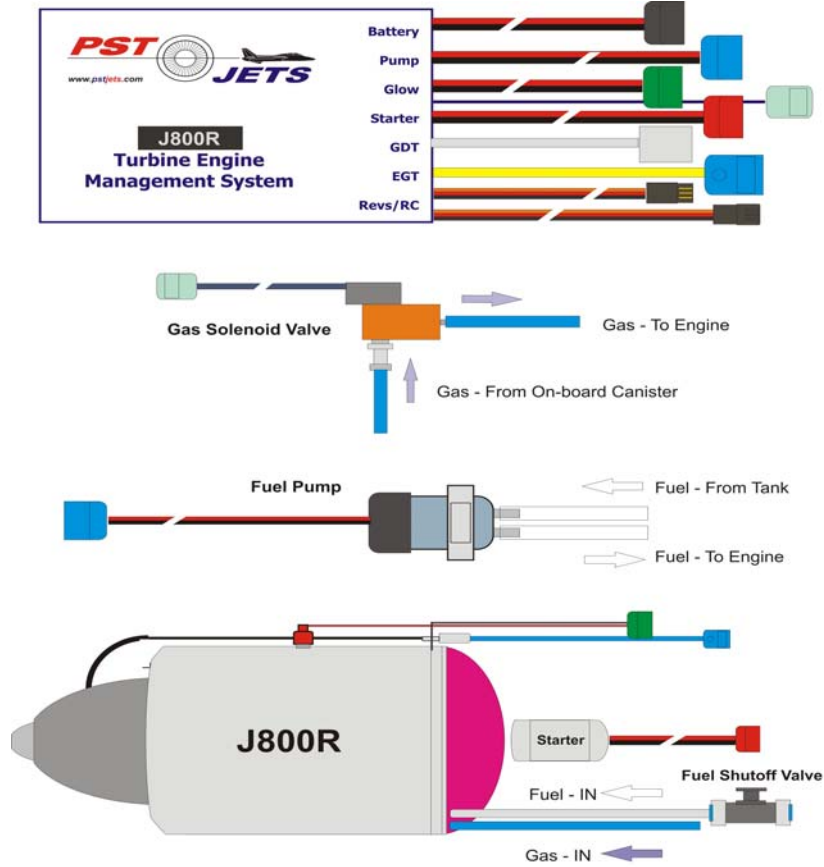 PST
JETS
www.pstjets.com
J800R
Turbine Engine
Management System
Battery
Pump
Glow
Starter
GDT
EGT
Revs/RC
Gas Solenoid Valve
Gas - To Engine
Gas - From On-board Canister
Fuel Pump
Fuel - From Tank
Fuel - To Engine
J800R
Starter
Fuel Shutoff Valve
Fuel - IN
Gas - IN